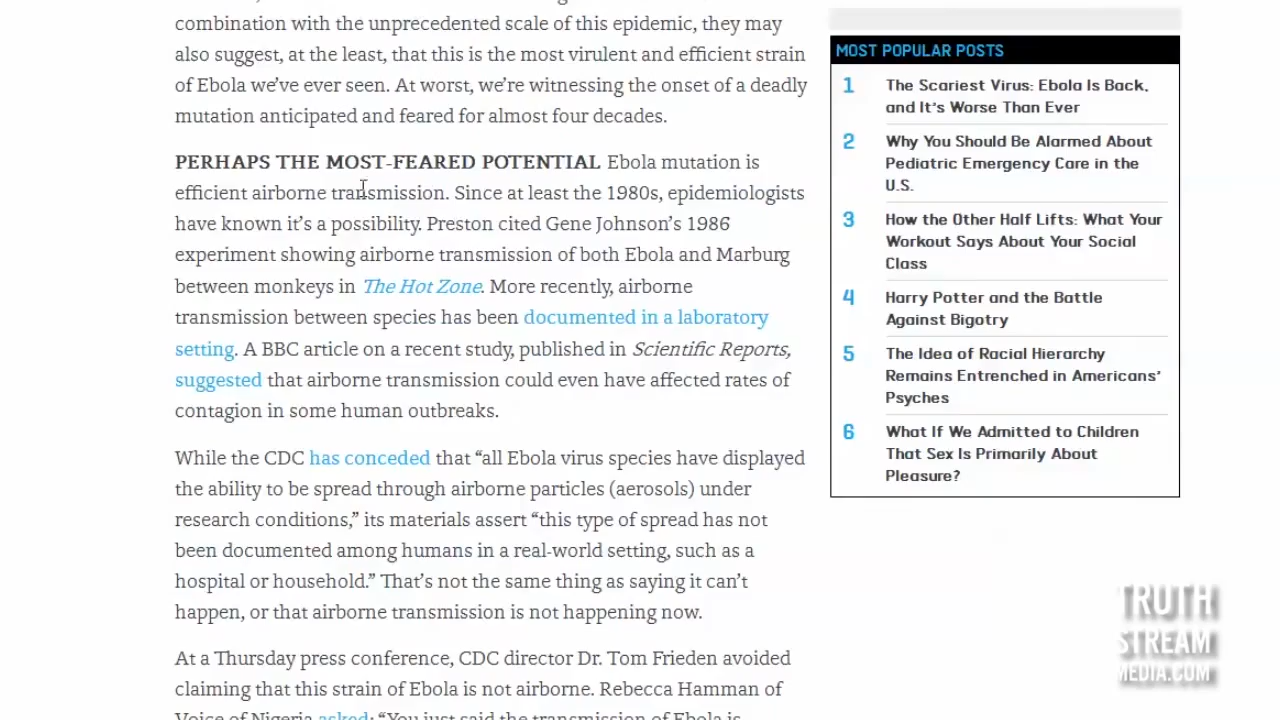 combination with the unprecedented scale of this epidemic, they may
also suggest, at the least, that this is the most virulent and efficient strain
of Ebola we’ve ever seen. At worst, we’re witnessing the onset of a deadly
mutation anticipated and feared for almost four decades.
PERHAPS THE MOST-FEARED POTENTIAL Ebola mutation is
efficient airborne transmission. Since at least the 1980s, epidemiologists
have known it’s a possibility. Preston cited Gene Johnson’s 1986
experiment showing airborne transmission of both Ebola and Marburg
between monkeys in The Hot Zone. More recently, airborne
transmission between species has been documented in a laboratory
setting. A BBC article on a recent study, published in Scientific Reports,
suggested that airborne transmission could even have affected rates of
contagion in some human outbreaks.
While the CDC has conceded that “all Ebola virus species have displayed
the ability to be spread through airborne particles (aerosols) under
research conditions,” its materials assert “this type of spread has not
been documented among humans in a real-world setting, such as a
hospital or household.” That’s not the same thing as saying it can’t
happen, or that airborne transmission is not happening now.
At a Thursday press conference, CDC director Dr. Tom Frieden avoided
claiming that this strain of Ebola is not airborne. Rebecca Hamman of
Voice of Nigeria asked: “You just said the transmission of Ebola is
MOST POPULAR POSTS
1 The Scariest Virus: Ebola Is Back,
and It’s Worse Than Ever
2 Why You Should Be Alarmed About
Pediatric Emergency Care in the
U.S.
3 How the Other Half Lifts: What Your
Workout Says About Your Social
Class
4 Harry Potter and the Battle
Against Bigotry
5 The Idea of Racial Hierarchy
Remains Entrenched in Americans’
Psyches
6 What If We Admitted to Children
That Sex Is Primarily About
Pleasure?
TRUTH
STREAM
MEDIA.COM